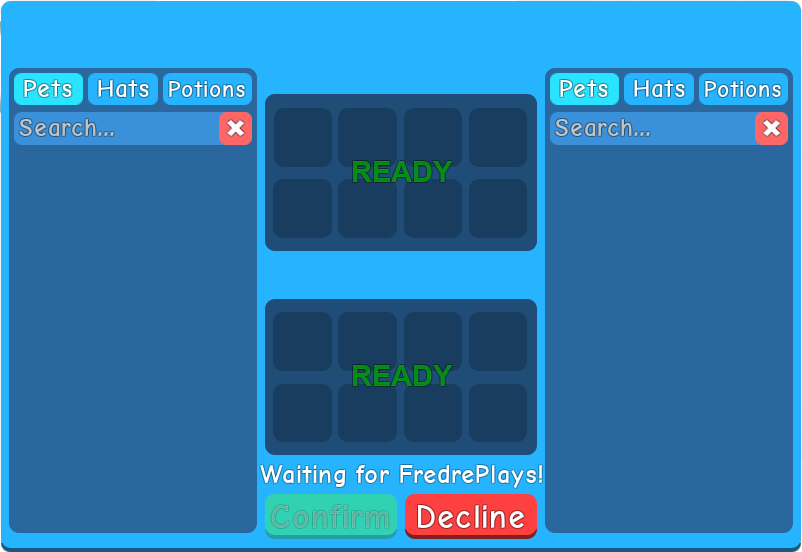 Pets Hats Potions
Search...
READY
READY
Waiting for FredrePlays!
Confirm Decline
Pets Hats Potions
Search...